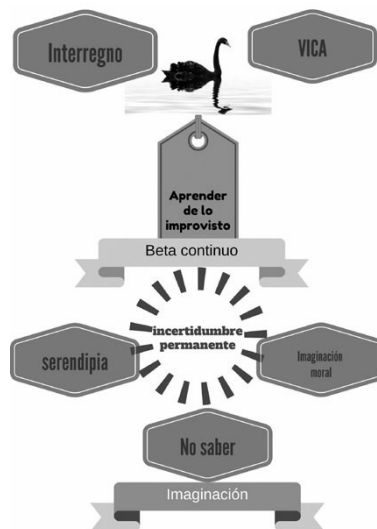 Interregno
VICA
Aprender
de lo
improvisto
Beta continuo
incertidumbre
permanente
serendipia
Imaginación
moral
No saber
Imaginación